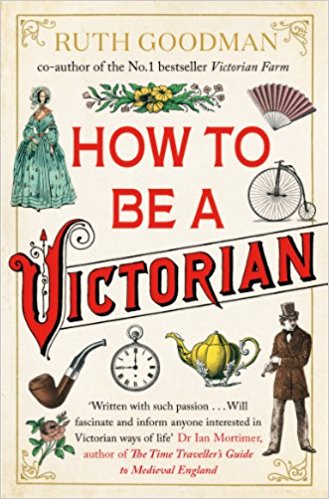 RUTH GOODMAN
co-author of the No.1 bestseller Victorian Farm
HOW TO
BE A
VICTORIAN
'Written with such passion . . . Will
fascinate and inform anyone interested in
Victorian ways of life' Dr Ian Mortimer,
author of The Time Traveller's Guide
to Medieval England